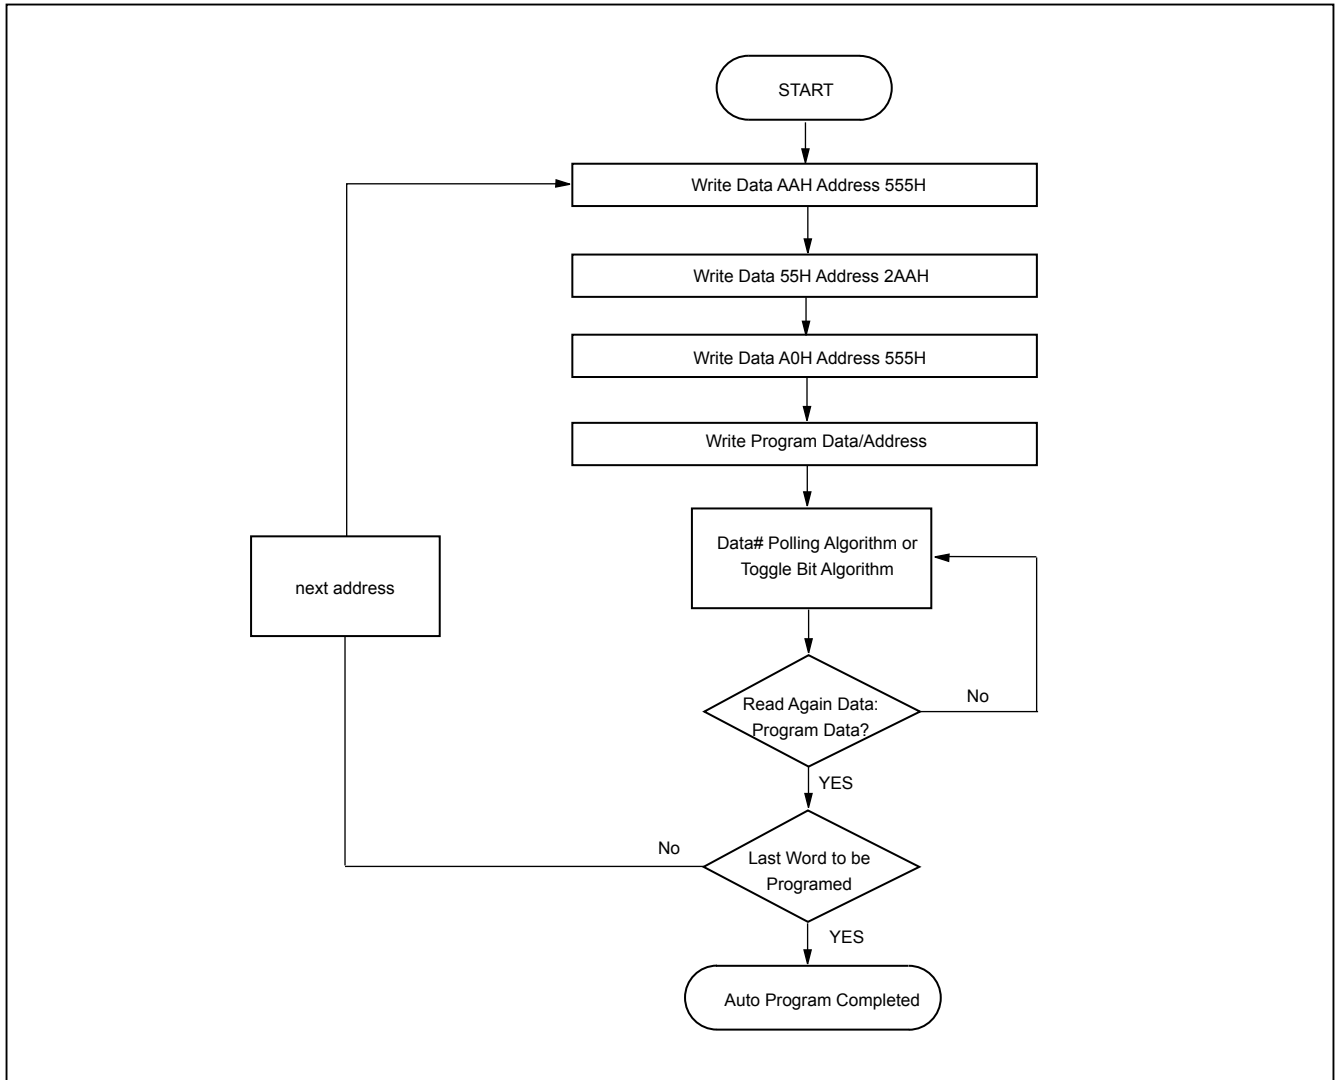 START
Write Data AAH Address 555H
Write Data 55H Address 2AAH
Write Data A0H Address 555H
Write Program Data/Address
Data# Polling Algorithm or
Toggle Bit Algorithm
next address
Read Again Data:
Program Data?
No
YES
No
Last Word to be
Programed
YES
Auto Program Completed